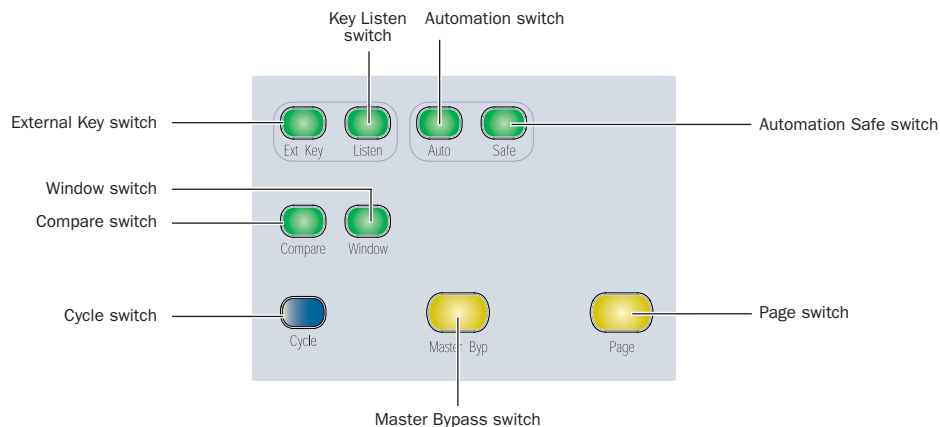 Key Listen
switch
Automation switch
External Key switch
Automation Safe switch
Ext Key
Listen
Auto
Safe
Window switch
Compare switch
Compare
Window
Cycle switch
Page switch
Cycle
Master Byp
Page
Master Bypass switch